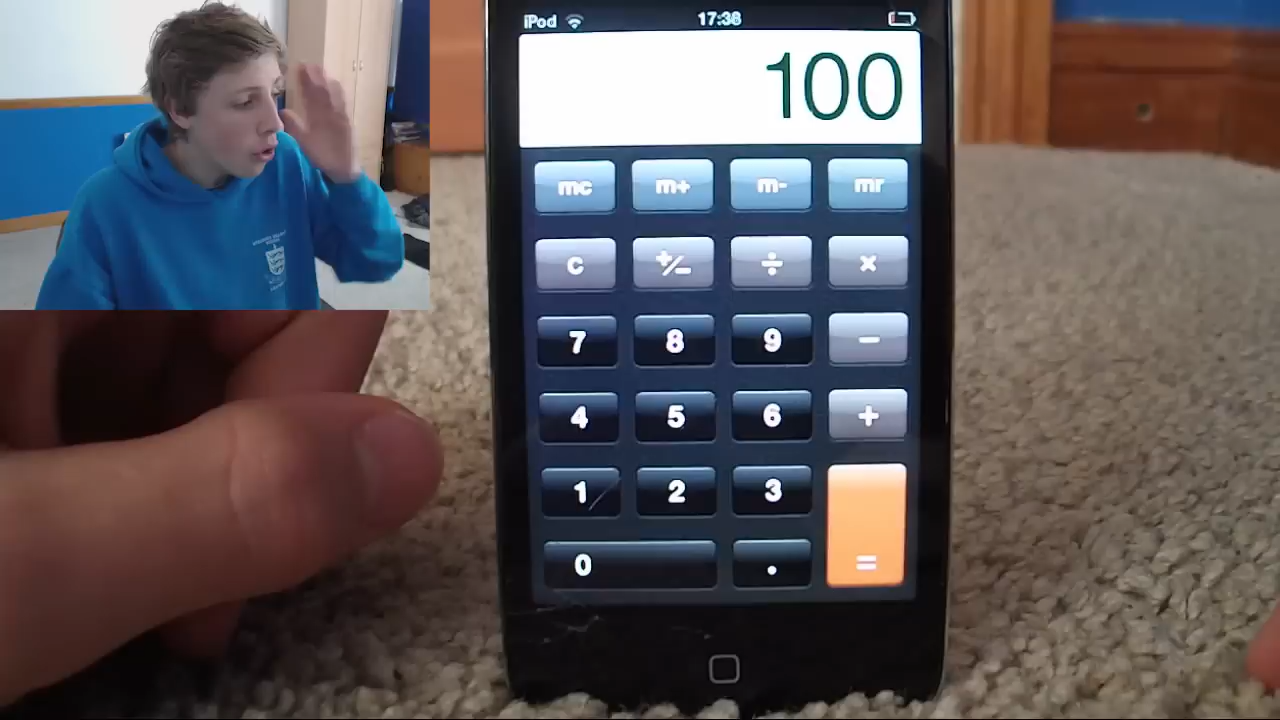 iPod 17:38
100
mc m+ m- mr
c +/- ÷ ×
7 8 9 −
4 5 6 +
1 2 3
0 . =